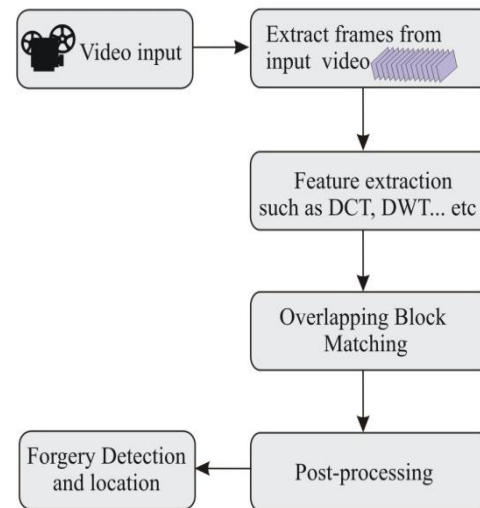 Video input
Extract frames from
input video
Feature extraction
such as DCT, DWT... etc
Overlapping Block
Matching
Post-processing
Forgery Detection
and location